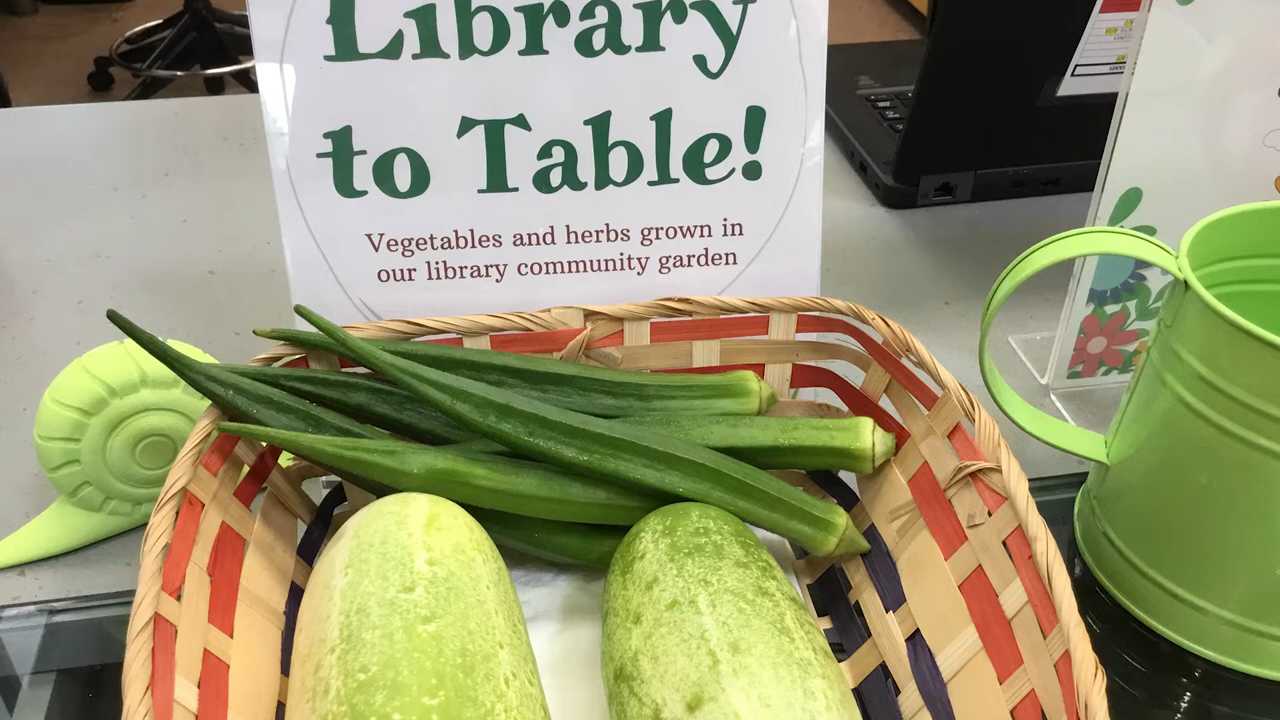 Library
to Table!
Vegetables and herbs grown in
our library community garden